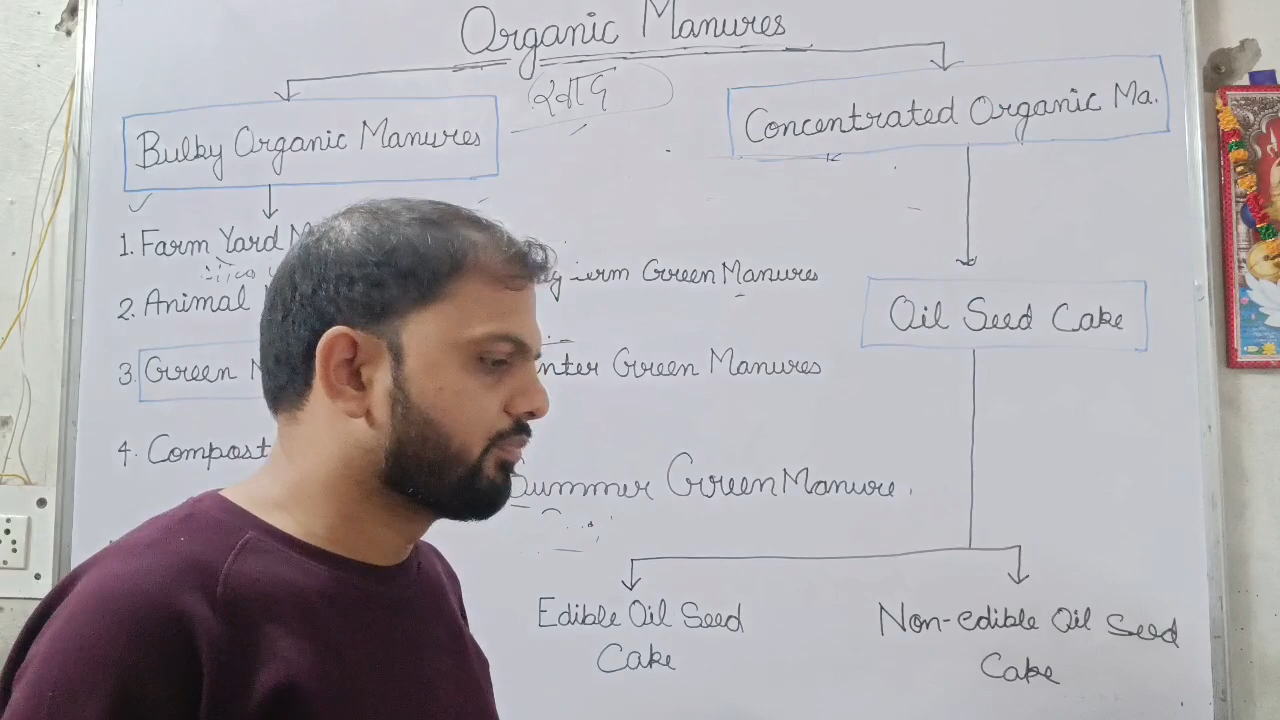 Organic Manures
खाद
Bulky Organic Manures
Concentrated Organic Ma.
1. Farm Yard
2. Animal
3. Green
4. Compost
Green Manures
Green Manures
Summer Green Manure.
Oil Seed Cake
Edible Oil Seed
Cake
Non-edible Oil Seed
Cake